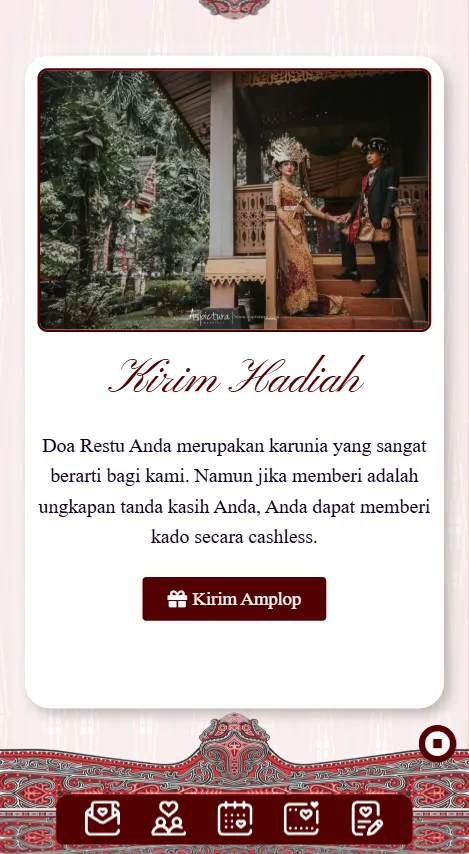 Aspictura
Kirim Hadiah
Doa Restu Anda merupakan karunia yang sangat
berarti bagi kami. Namun jika memberi adalah
ungkapan tanda kasih Anda, Anda dapat memberi
kado secara cashless.
Kirim Amplop